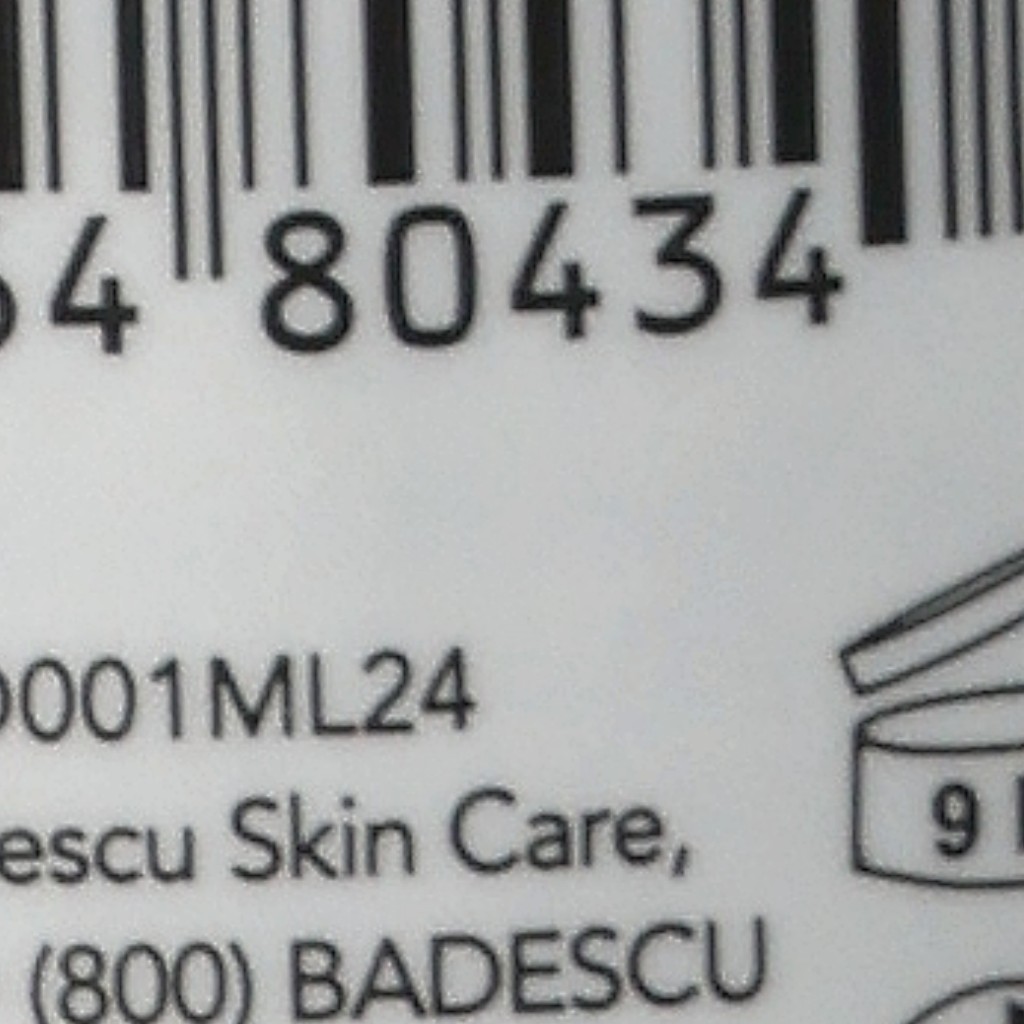 4 80434
001ML24
escu Skin Care,
9
(800) BADESCU